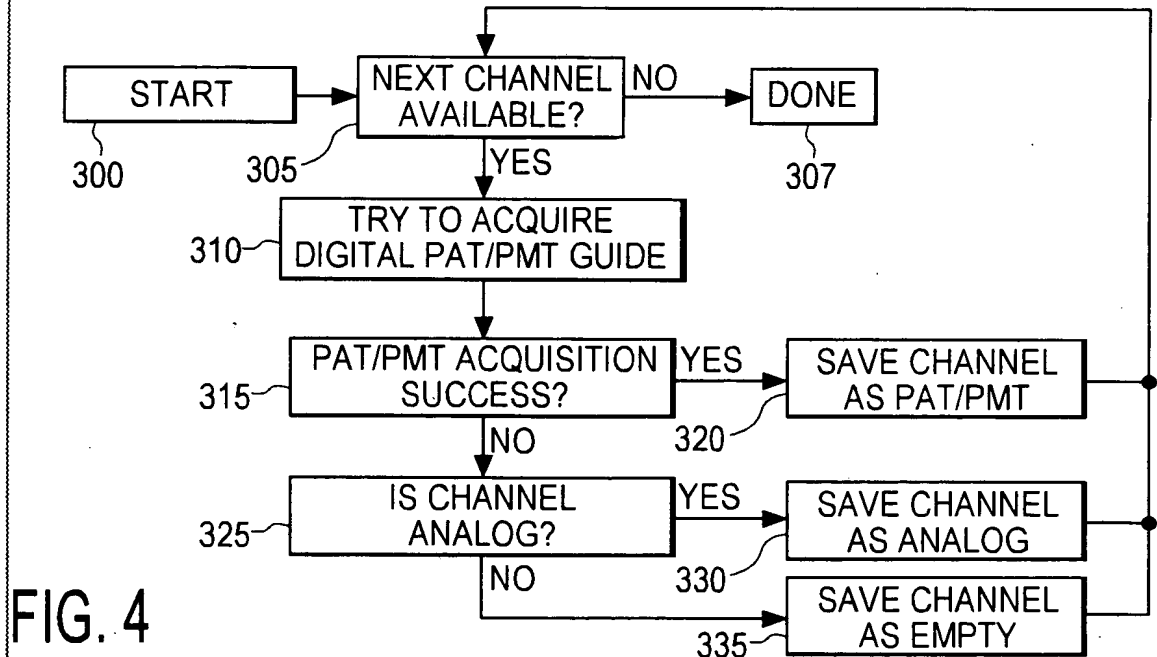 START
300
NEXT CHANNEL
AVAILABLE?
305
NO
DONE
307
YES
TRY TO ACQUIRE
DIGITAL PAT/PMT GUIDE
310
PAT/PMT ACQUISITION
SUCCESS?
315
YES
SAVE CHANNEL
AS PAT/PMT
320
NO
IS CHANNEL
ANALOG?
325
YES
SAVE CHANNEL
AS ANALOG
330
NO
SAVE CHANNEL
AS EMPTY
335
FIG. 4